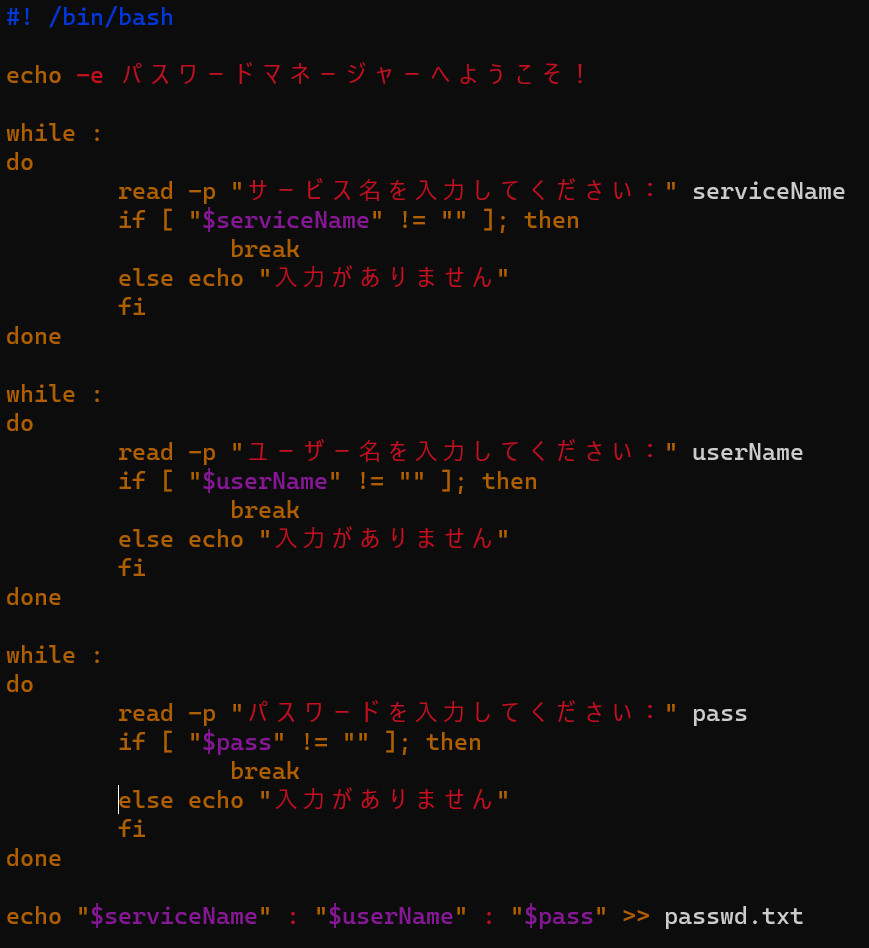 #! /bin/bash

echo -e パスワードマネージャーへようこそ！

while :
do
        read -p "サービス名を入力してください：" serviceName
        if [ "$serviceName" != "" ]; then
                break
        else echo "入力がありません"
        fi
done

while :
do
        read -p "ユーザー名を入力してください：" userName
        if [ "$userName" != "" ]; then
                break
        else echo "入力がありません"
        fi
done

while :
do
        read -p "パスワードを入力してください：" pass
        if [ "$pass" != "" ]; then
                break
        else echo "入力がありません"
        fi
done

echo "$serviceName" : "$userName" : "$pass" >> passwd.txt